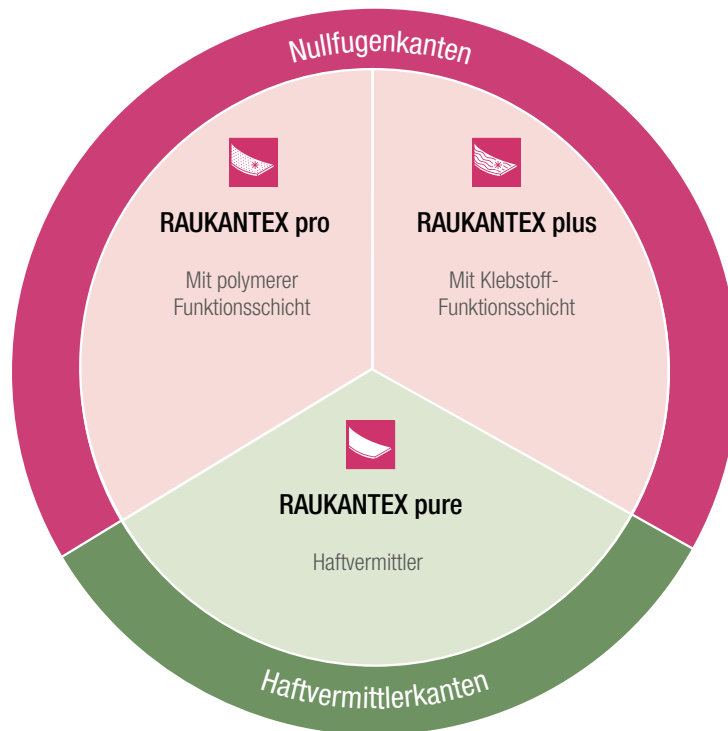 Nullfugenkanten
RAUKANTEX pro
Mit polymerer
Funktionsschicht
RAUKANTEX plus
Mit Klebstoff-
Funktionsschicht
RAUKANTEX pure
Haftvermittler
Haftvermittlerkanten